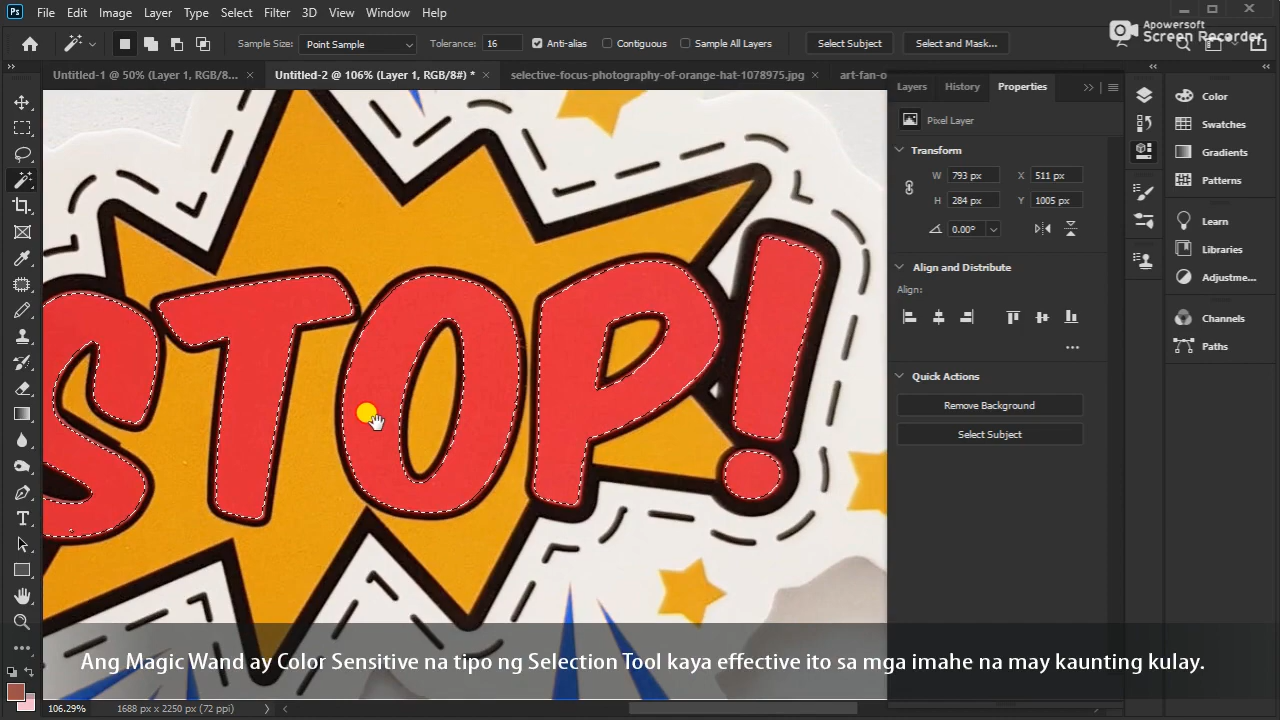 Ps File Edit Image Layer Type Select Filter 3D View Window Help
Apowersoft
Screen Recorder
Sample Size: Point Sample Tolerance: 16 Anti-alias Contiguous Sample All Layers Select Subject Select and Mask...
Untitled-1 @ 50% (Layer 1, RGB/8... × Untitled-2 @ 106% (Layer 1, RGB/8#) * × selective-focus-photography-of-orange-hat-1078975.jpg × art-fan-o
Layers History Properties
Pixel Layer
Transform
W 793 px X 511 px
H 284 px Y 1005 px
0.00°
Align and Distribute
Align:
Quick Actions
Remove Background
Select Subject
Color
Swatches
Gradients
Patterns
Learn
Libraries
Adjustme...
Channels
Paths
STOP!
Ang Magic Wand ay Color Sensitive na tipo ng Selection Tool kaya effective ito sa mga imahe na may kaunting kulay.
106.29% 1688 px x 2250 px (72 ppi)